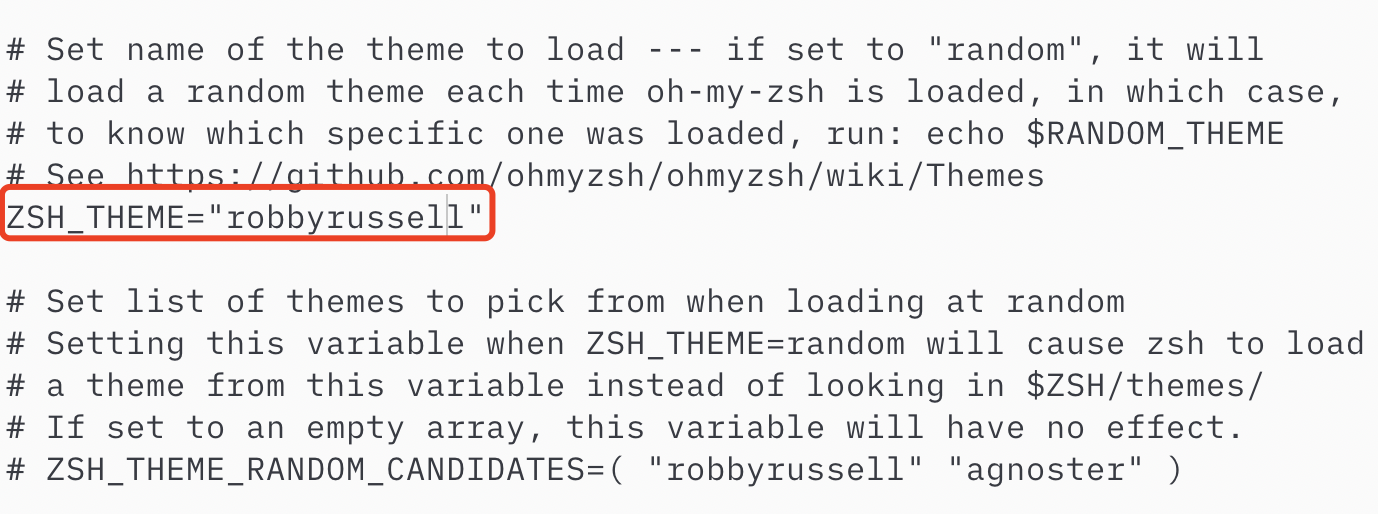 # Set name of the theme to load --- if set to "random", it will
# load a random theme each time oh-my-zsh is loaded, in which case,
# to know which specific one was loaded, run: echo $RANDOM_THEME
# See https://github.com/ohmyzsh/ohmyzsh/wiki/Themes
ZSH_THEME="robbyrussell"
# Set list of themes to pick from when loading at random
# Setting this variable when ZSH_THEME=random will cause zsh to load
# a theme from this variable instead of looking in $ZSH/themes/
# If set to an empty array, this variable will have no effect.
# ZSH_THEME_RANDOM_CANDIDATES=( "robbyrussell" "agnoster" )